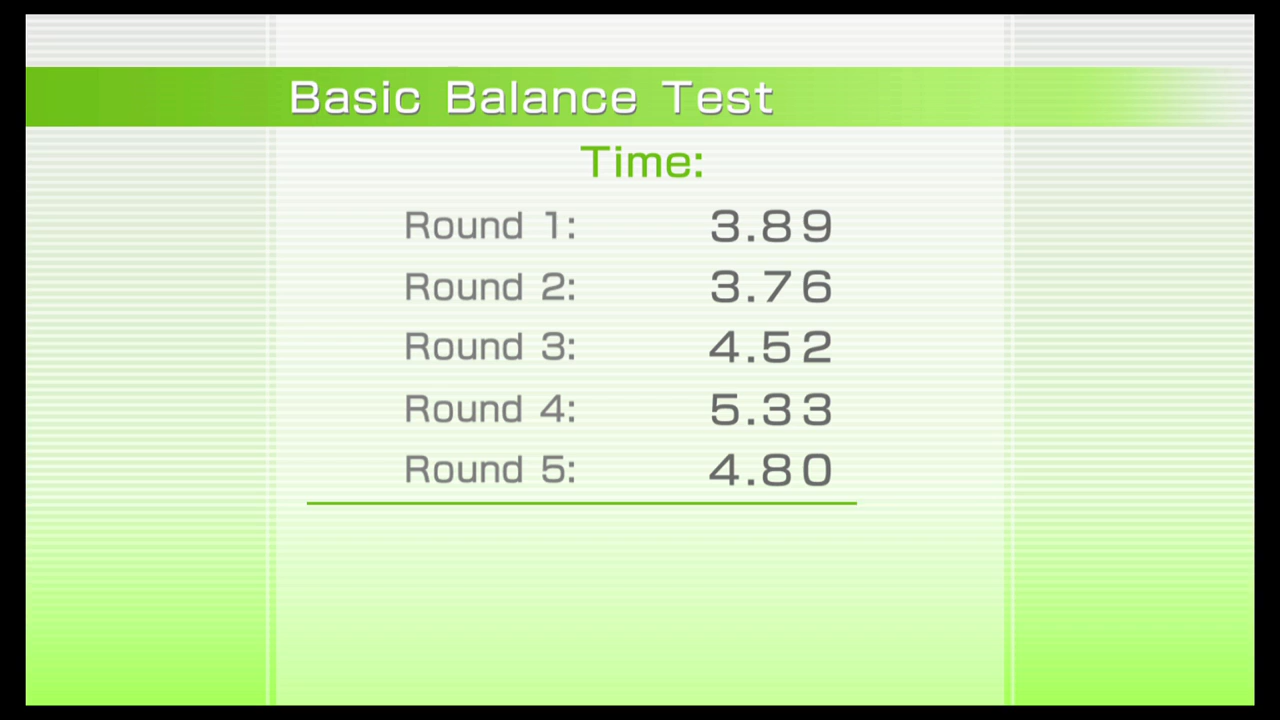 Basic Balance Test
Time:
Round 1: 3.89
Round 2: 3.76
Round 3: 4.52
Round 4: 5.33
Round 5: 4.80